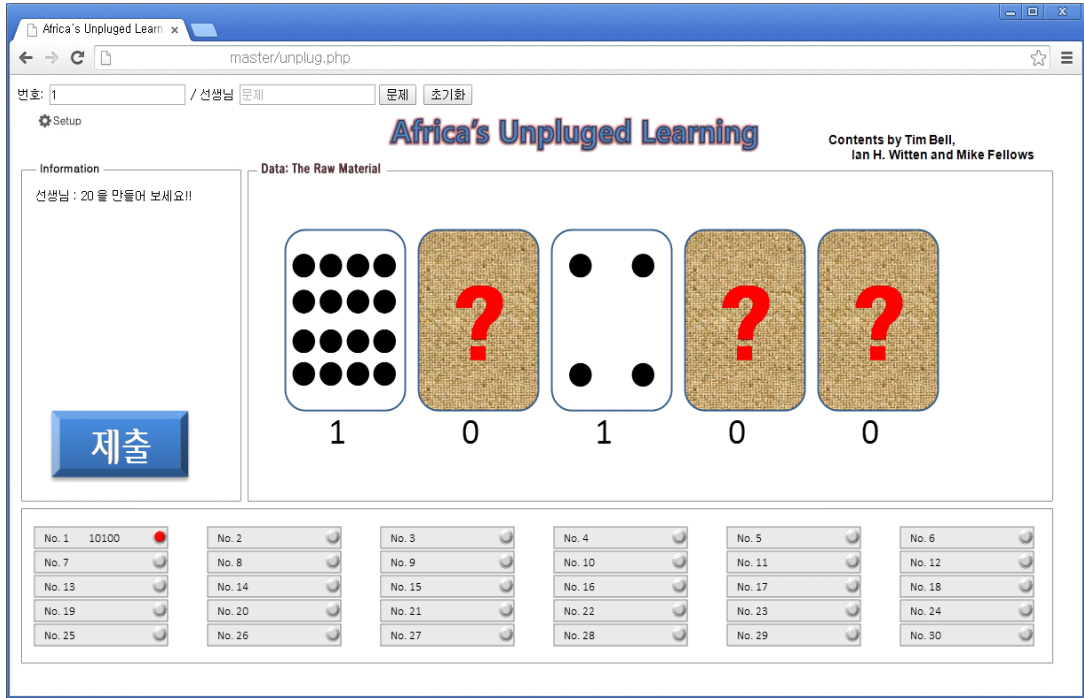 Africa's Unpluged Learn x
master/unplug.php
번호: 1 / 선생님 문제 문제 초기화
Setup
Africa's Unpluged Learning
Contents by Tim Bell,
Ian H. Witten and Mike Fellows
Information
선생님 : 20 을 만들어 보세요!!
제출
Data: The Raw Material
? ? ?
1 0 1 0 0
No. 1 10100 No. 2 No. 3 No. 4 No. 5 No. 6
No. 7 No. 8 No. 9 No. 10 No. 11 No. 12
No. 13 No. 14 No. 15 No. 16 No. 17 No. 18
No. 19 No. 20 No. 21 No. 22 No. 23 No. 24
No. 25 No. 26 No. 27 No. 28 No. 29 No. 30